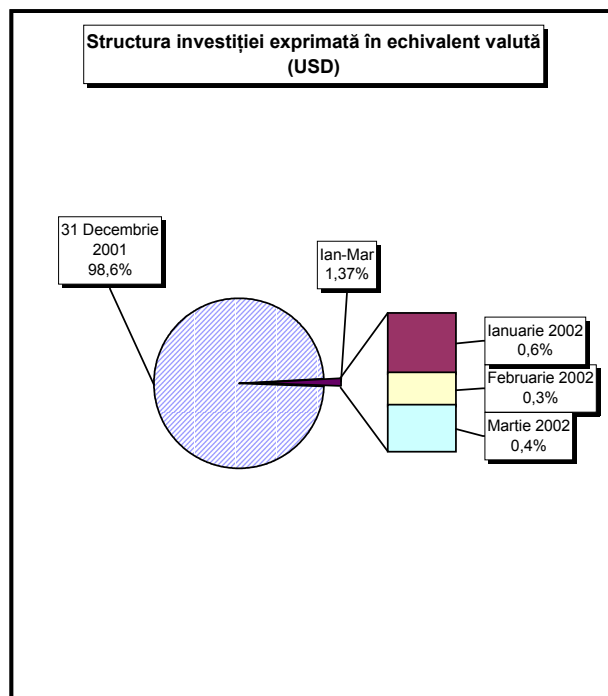 Structura investiției exprimată în echivalent valută
(USD)
31 Decembrie
2001
98,6%
Ian-Mar
1,37%
Ianuarie 2002
0,6%
Februarie 2002
0,3%
Martie 2002
0,4%